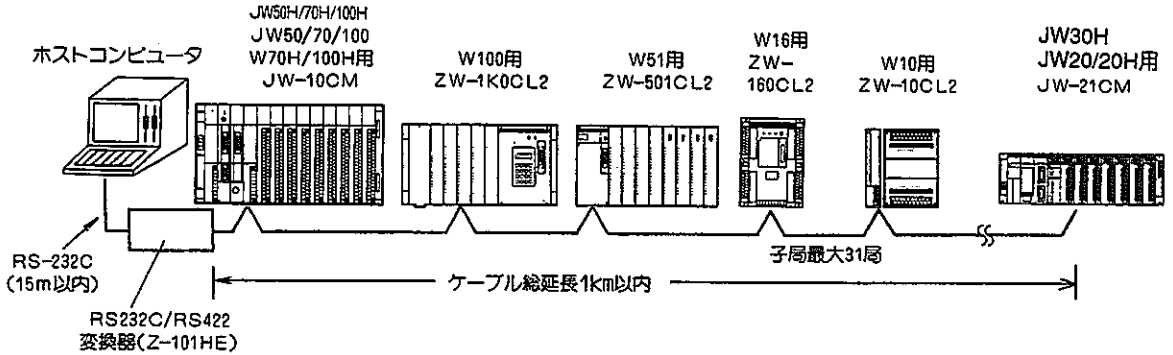 ホストコンピュータ
JW50H/70H/100H
JW50/70/100
W70H/100H用
JW-10CM
W100用
ZW-1K0CL2
W51用
ZW-501CL2
W16用
ZW-
160CL2
W10用
ZW-10CL2
JW30H
JW20/20H用
JW-21CM
RS-232C
(15m以内)
RS232C/RS422
変換器(Z-101HE)
子局最大31局
ケーブル総延長1km以内